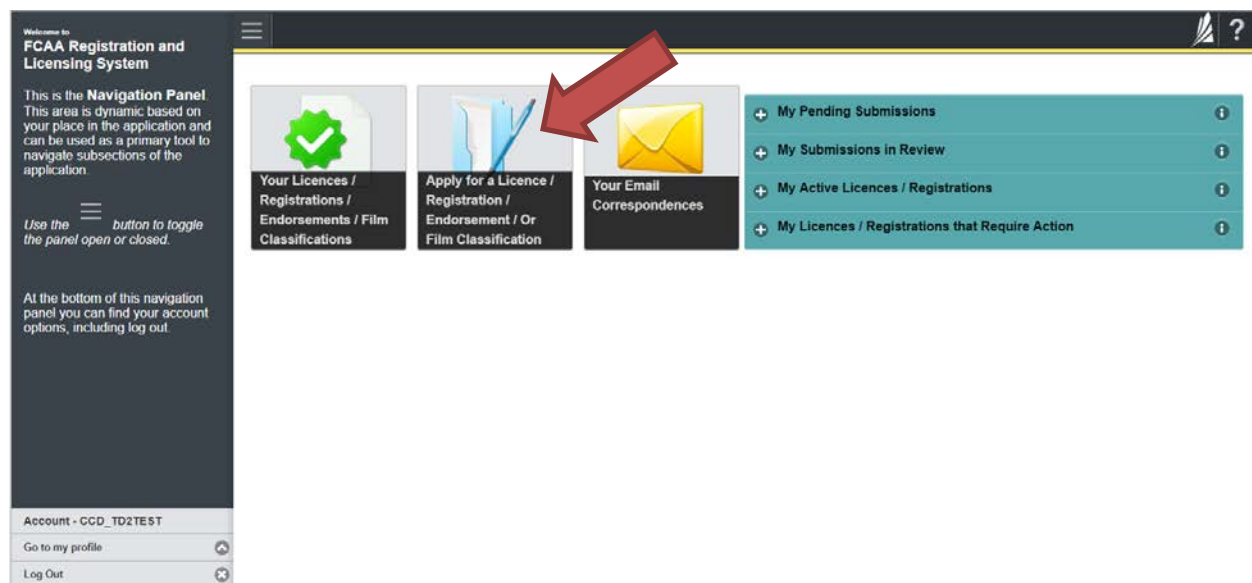 Welcome to
FCAA Registration and
Licensing System
This is the Navigation Panel.
This area is dynamic based on
your place in the application and
can be used as a primary tool to
navigate subsections of the
application.
Use the button to toggle
the panel open or closed.
At the bottom of this navigation
panel you can find your account
options, including log out.
Account - CCD_TD2TEST
Go to my profile
Log Out
?
Your Licences /
Registrations /
Endorsements / Film
Classifications
Apply for a Licence /
Registration /
Endorsement / Or
Film Classification
Your Email
Correspondences
My Pending Submissions
My Submissions in Review
My Active Licences / Registrations
My Licences / Registrations that Require Action